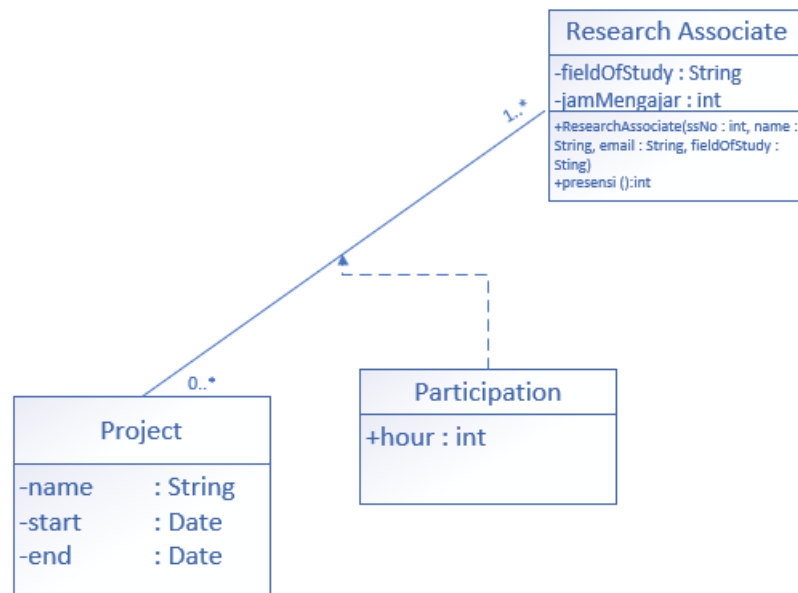 Research Associate
-fieldOfStudy : String
-jamMengajar : int
+ResearchAssociate(ssNo : int, name :
String, email : String, fieldOfStudy :
Sting)
+presensi ():int
1..*
0..*
Participation
+hour : int
Project
-name : String
-start : Date
-end : Date